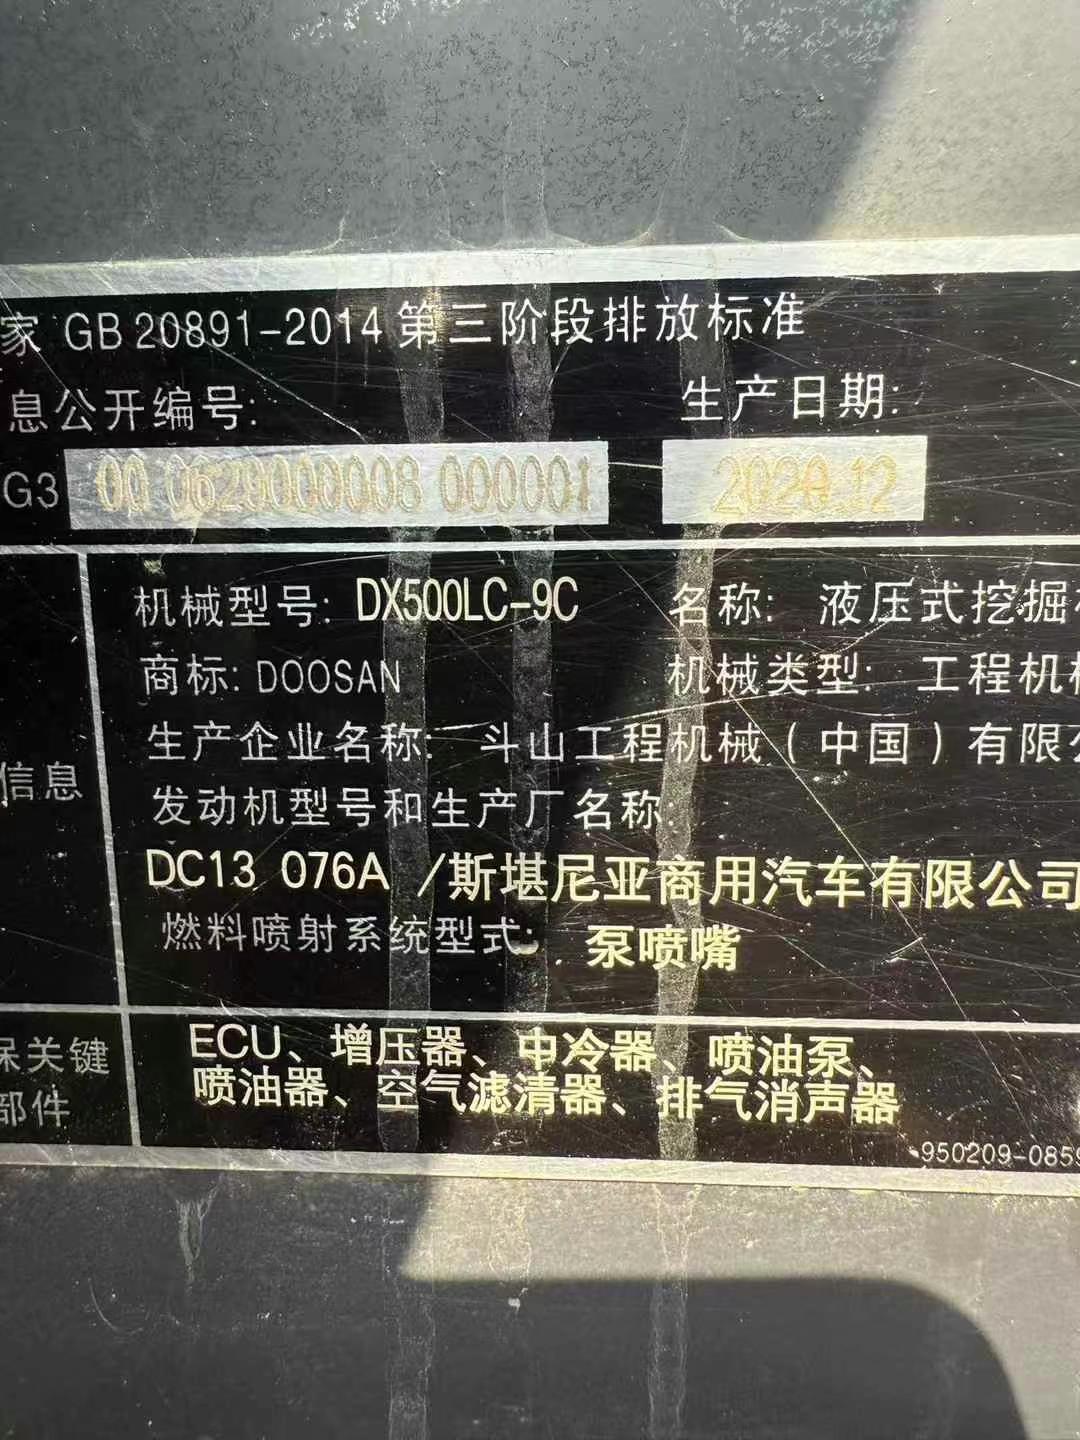 家 GB 20891-2014 第三阶段排放标准
息公开编号: 生产日期:
G3 00 0620000008 000001 2020.12
机械型号: DX500LC-9C 名称: 液压式挖掘
商标: DOOSAN 机械类型: 工程机
生产企业名称: 斗山工程机械(中国)有限
信息
发动机型号和生产厂名称:
DC13 076A /斯堪尼亚商用汽车有限公司
燃料喷射系统型式: 泵喷嘴
保关键 ECU、增压器、中冷器、喷油泵、
部件 喷油器、空气滤清器、排气消声器
950209-0859